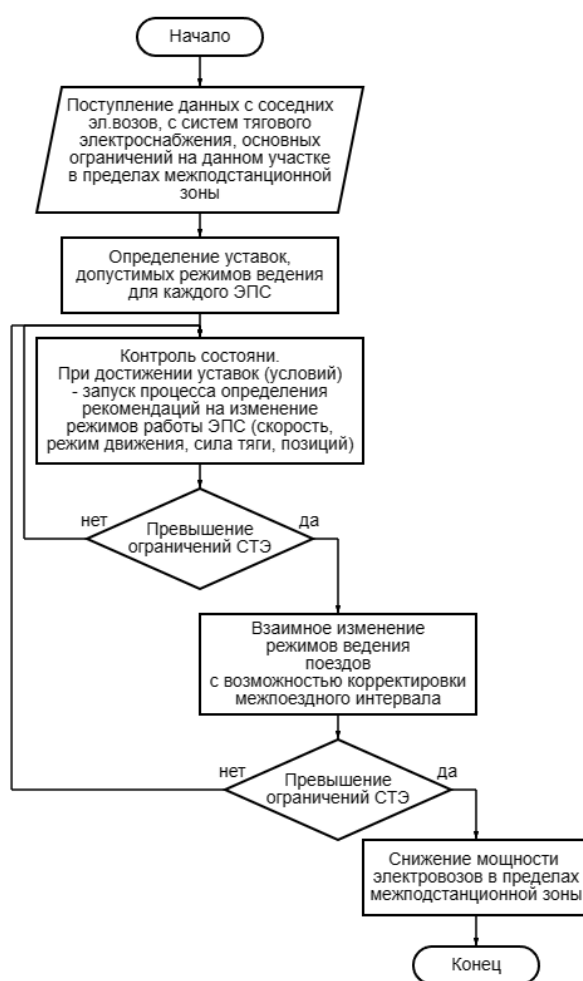 Начало
Поступление данных с соседних
эл.возов, с систем тягового
электроснабжения, основных
ограничений на данном участке
в пределах межподстанционной
зоны
Определение уставок,
допустимых режимов ведения
для каждого ЭПС
Контроль состояни.
При достижении уставок (условий)
- запуск процесса определения
рекомендаций на изменение
режимов работы ЭПС (скорость,
режим движения, сила тяги, позиций)
нет
да
Превышение
ограничений СТЭ
Взаимное изменение
режимов ведения
поездов
с возможностью корректировки
межпоездного интервала
нет
да
Превышение
ограничений СТЭ
Снижение мощности
электровозов в пределах
межподстанционной зоны
Конец